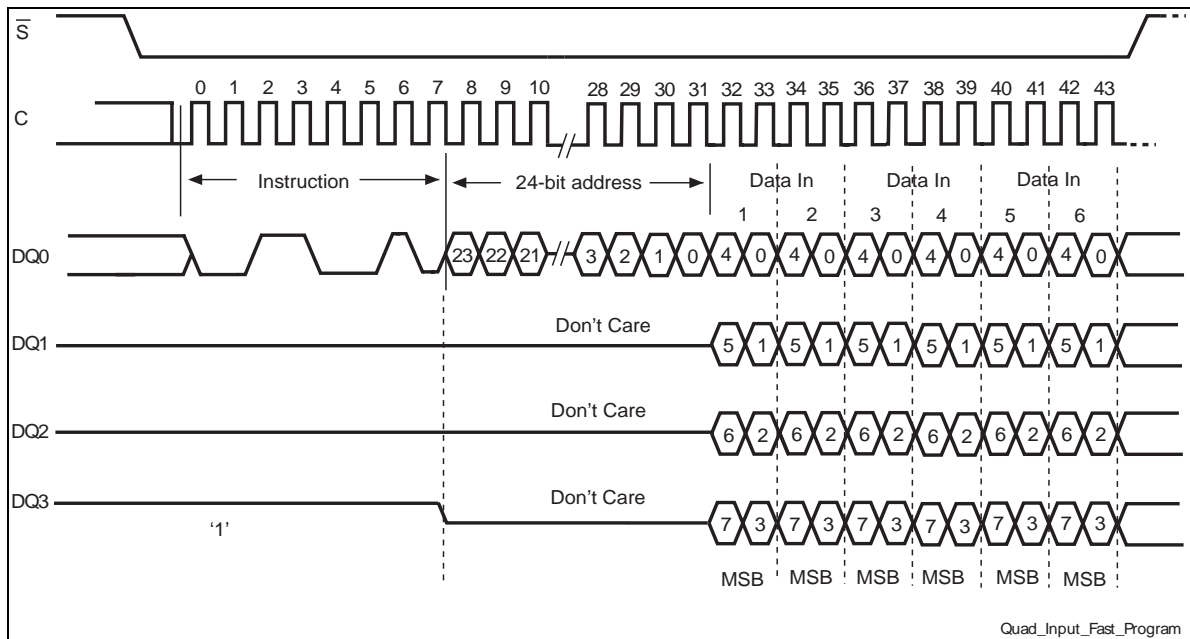 S
0 1 2 3 4 5 6 7 8 9 10 28 29 30 31 32 33 34 35 36 37 38 39 40 41 42 43
C
Instruction 24-bit address Data In Data In Data In
1 2 3 4 5 6
DQ0 23 22 21 3 2 1 0 4 0 4 0 4 0 4 0 4 0 4 0
Don't Care
DQ1 5 1 5 1 5 1 5 1 5 1 5 1
Don't Care
DQ2 6 2 6 2 6 2 6 2 6 2 6 2
DQ3 Don't Care
‘1’ 7 3 7 3 7 3 7 3 7 3 7 3
MSB MSB MSB MSB MSB MSB
Quad_Input_Fast_Program